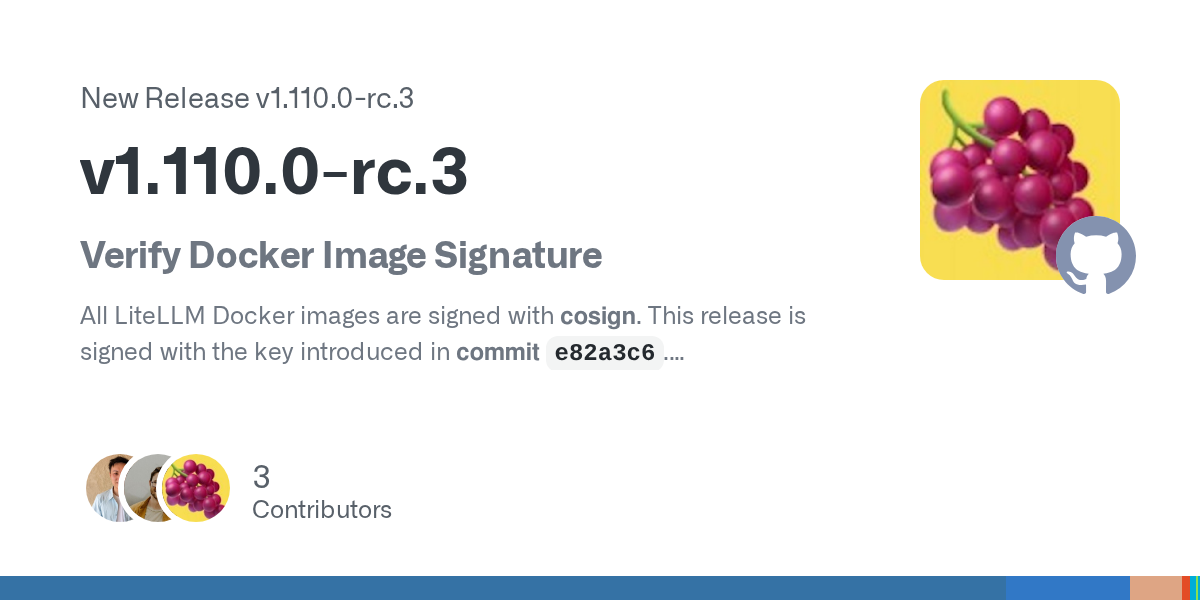 New Release v1.110.0-rc.3
v1.110.0-rc.3
Verify Docker Image Signature
All LiteLLM Docker images are signed with cosign. This release is
signed with the key introduced in commit e82a3c6....
3
Contributors